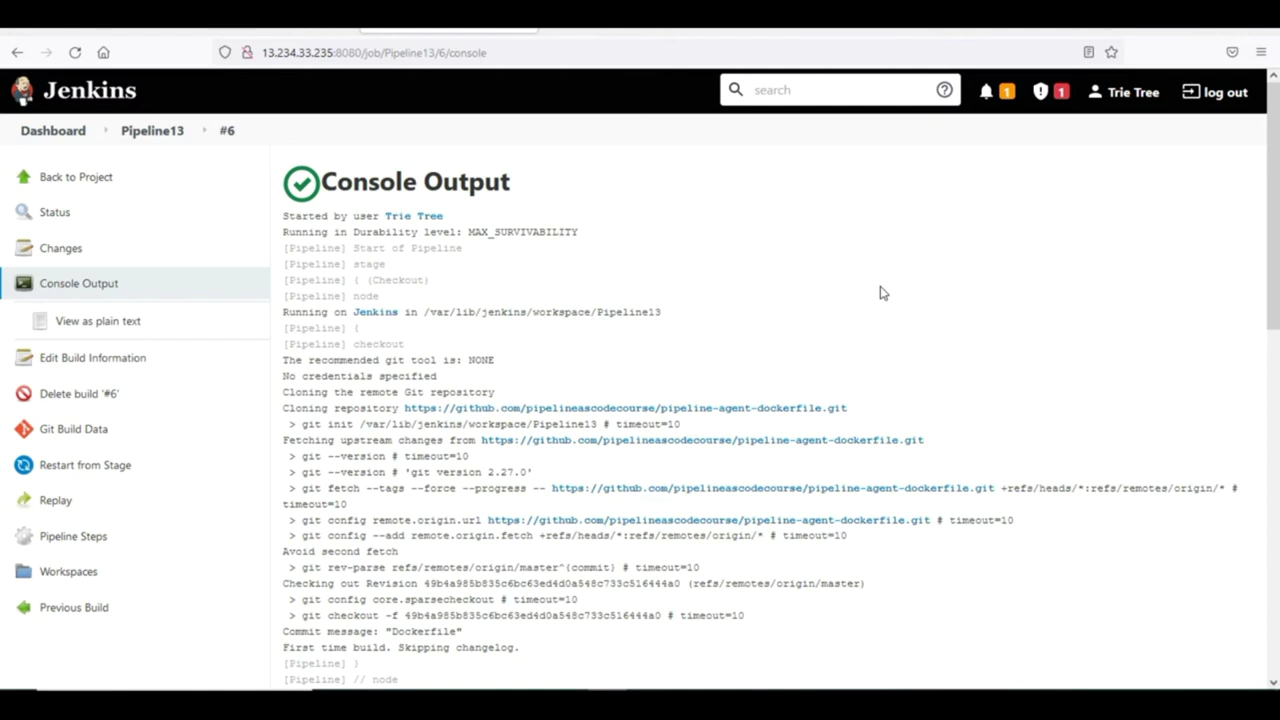 13.234.33.235:8080/job/Pipeline13/6/console
Jenkins
search
1
1
Trie Tree
log out
Dashboard
Pipeline13
#6
Back to Project
Status
Changes
Console Output
View as plain text
Edit Build Information
Delete build '#6'
Git Build Data
Restart from Stage
Replay
Pipeline Steps
Workspaces
Previous Build
Console Output
Started by user Trie Tree
Running in Durability level: MAX_SURVIVABILITY
[Pipeline] Start of Pipeline
[Pipeline] stage
[Pipeline] { (Checkout)
[Pipeline] node
Running on Jenkins in /var/lib/jenkins/workspace/Pipeline13
[Pipeline] {
[Pipeline] checkout
The recommended git tool is: NONE
No credentials specified
Cloning the remote Git repository
Cloning repository https://github.com/pipelineascodecourse/pipeline-agent-dockerfile.git
> git init /var/lib/jenkins/workspace/Pipeline13 # timeout=10
Fetching upstream changes from https://github.com/pipelineascodecourse/pipeline-agent-dockerfile.git
> git --version # timeout=10
> git --version # 'git version 2.27.0'
> git fetch --tags --force --progress -- https://github.com/pipelineascodecourse/pipeline-agent-dockerfile.git +refs/heads/*:refs/remotes/origin/* #
timeout=10
> git config remote.origin.url https://github.com/pipelineascodecourse/pipeline-agent-dockerfile.git # timeout=10
> git config --add remote.origin.fetch +refs/heads/*:refs/remotes/origin/* # timeout=10
Avoid second fetch
> git rev-parse refs/remotes/origin/master^{commit} # timeout=10
Checking out Revision 49b4a985b835c6bc63ed4d0a548c733c516444a0 (refs/remotes/origin/master)
> git config core.sparsecheckout # timeout=10
> git checkout -f 49b4a985b835c6bc63ed4d0a548c733c516444a0 # timeout=10
Commit message: "Dockerfile"
First time build. Skipping changelog.
[Pipeline] }
[Pipeline] // node